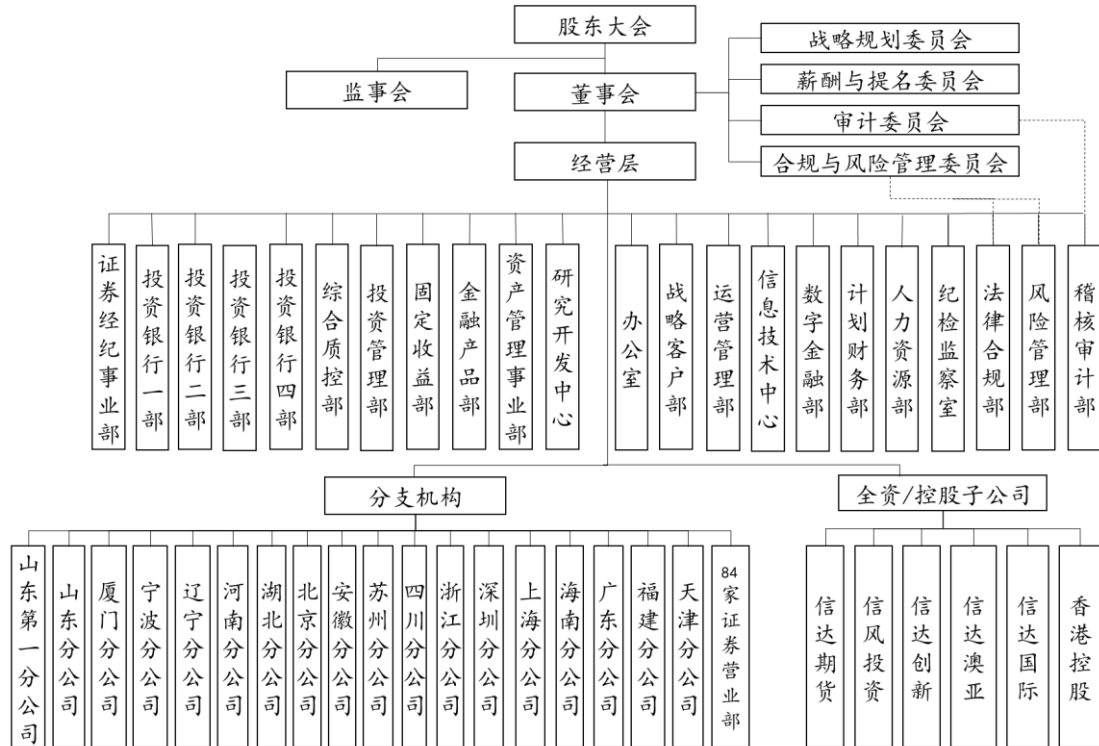 股东大会
战略规划委员会
监事会
董事会
薪酬与提名委员会
审计委员会
经营层
合规与风险管理委员会
证券经纪事业部
投资银行一部
投资银行二部
投资银行三部
投资银行四部
综合质控部
投资管理部
固定收益部
金融产品部
资产管理事业部
研究开发中心
办公室
战略客户部
运营管理部
信息技术中心
数字金融部
计划财务部
人力资源部
纪检监察室
法律合规部
风险管理部
稽核审计部
分支机构
全资/控股子公司
山东第一分公司
山东分公司
厦门分公司
宁波分公司
辽宁分公司
河南分公司
湖北分公司
北京分公司
安徽分公司
苏州分公司
四川分公司
浙江分公司
深圳分公司
上海分公司
海南分公司
广东分公司
福建分公司
天津分公司
84家证券营业部
信达期货
信风投资
信达创新
信达澳亚
信达国际
香港控股